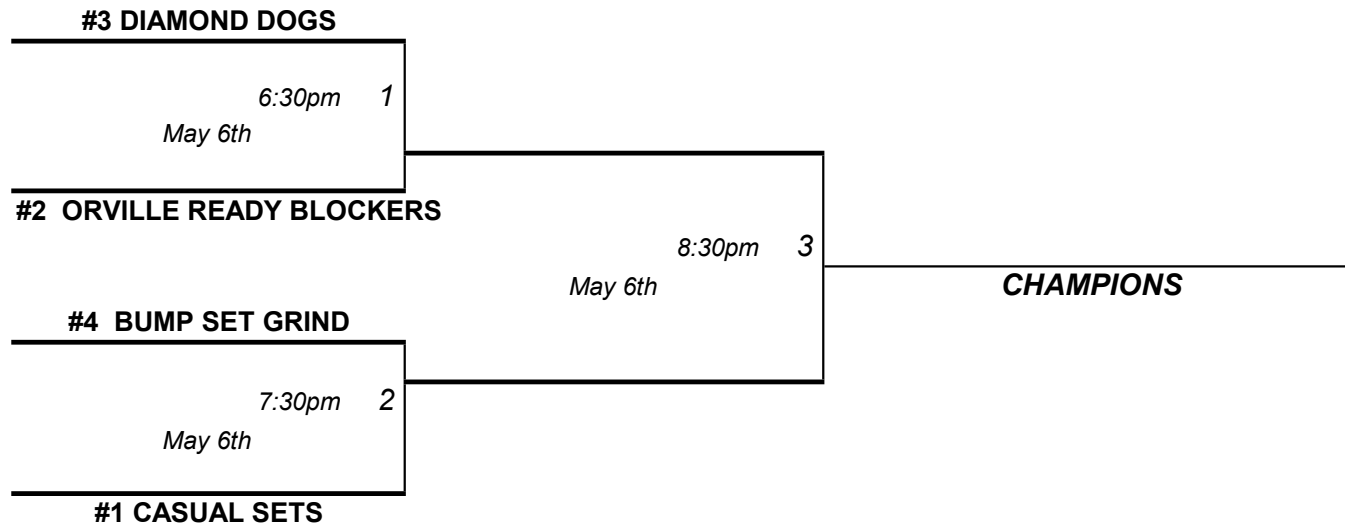 #3 DIAMOND DOGS
6:30pm 1
May 6th
#2 ORVILLE READY BLOCKERS
8:30pm 3
May 6th
CHAMPIONS
#4 BUMP SET GRIND
7:30pm 2
May 6th
#1 CASUAL SETS